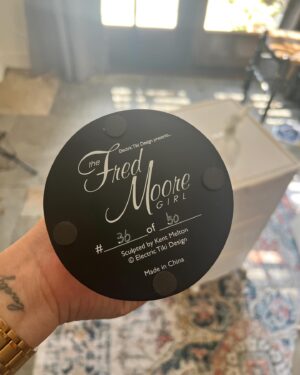 Electric Tiki Design presents...
the
Fred
Moore
GIRL
# 36 of 50
Sculpted by Kent Melton
© Electric Tiki Design
Made in China